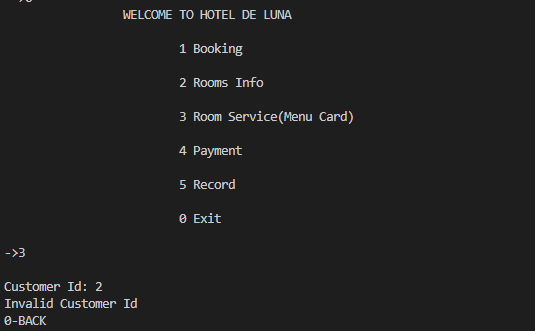 WELCOME TO HOTEL DE LUNA
1 Booking
2 Rooms Info
3 Room Service(Menu Card)
4 Payment
5 Record
0 Exit
->3
Customer Id: 2
Invalid Customer Id
0-BACK